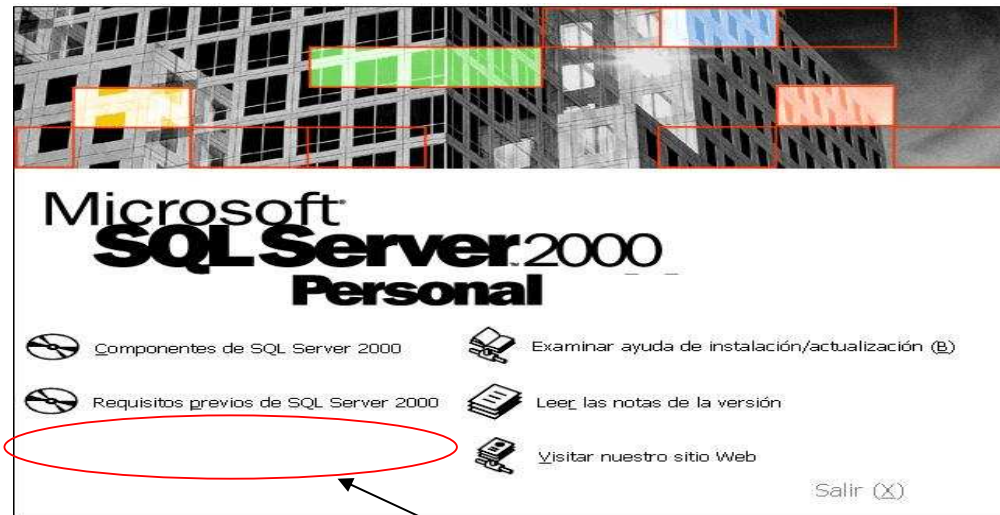 Microsoft
SQL Server™ 2000
Personal
Componentes de SQL Server 2000
Requisitos previos de SQL Server 2000
Examinar ayuda de instalación/actualización (B)
Leer las notas de la versión
Visitar nuestro sitio Web
Salir (X)